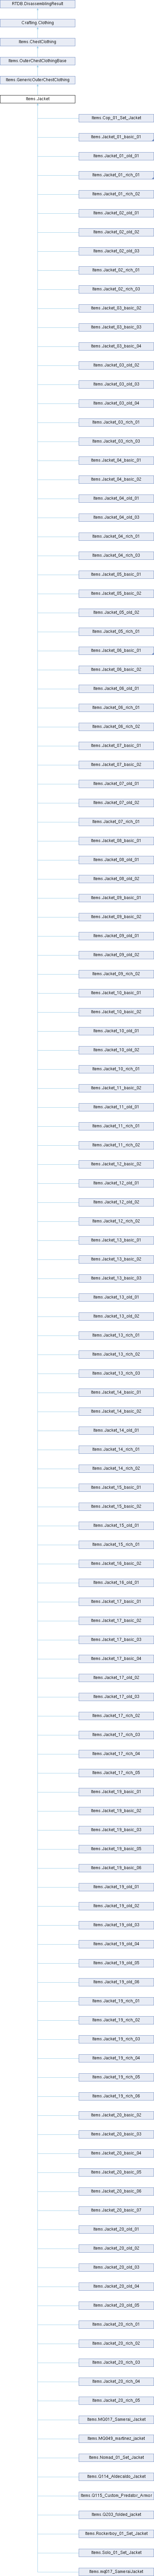 RTDB.DisassemblingResult
Crafting.Clothing
Items.ChestClothing
Items.OuterChestClothingBase
Items.GenericOuterChestClothing
Items.Jacket
Items.Cop_01_Set_Jacket
Items.Jacket_01_basic_01
Items.Jacket_01_old_01
Items.Jacket_01_rich_01
Items.Jacket_01_rich_02
Items.Jacket_02_old_01
Items.Jacket_02_old_02
Items.Jacket_02_old_03
Items.Jacket_02_rich_01
Items.Jacket_02_rich_03
Items.Jacket_03_basic_02
Items.Jacket_03_basic_03
Items.Jacket_03_basic_04
Items.Jacket_03_old_02
Items.Jacket_03_old_03
Items.Jacket_03_old_04
Items.Jacket_03_rich_01
Items.Jacket_03_rich_03
Items.Jacket_04_basic_01
Items.Jacket_04_basic_02
Items.Jacket_04_old_01
Items.Jacket_04_old_03
Items.Jacket_04_rich_01
Items.Jacket_04_rich_03
Items.Jacket_05_basic_01
Items.Jacket_05_basic_02
Items.Jacket_05_old_02
Items.Jacket_05_rich_01
Items.Jacket_06_basic_01
Items.Jacket_06_basic_02
Items.Jacket_06_old_01
Items.Jacket_06_rich_01
Items.Jacket_06_rich_02
Items.Jacket_07_basic_01
Items.Jacket_07_basic_02
Items.Jacket_07_old_01
Items.Jacket_07_old_02
Items.Jacket_07_rich_01
Items.Jacket_08_basic_01
Items.Jacket_08_old_01
Items.Jacket_08_old_02
Items.Jacket_09_basic_01
Items.Jacket_09_basic_02
Items.Jacket_09_old_01
Items.Jacket_09_old_02
Items.Jacket_09_rich_02
Items.Jacket_10_basic_01
Items.Jacket_10_basic_02
Items.Jacket_10_old_01
Items.Jacket_10_old_02
Items.Jacket_10_rich_01
Items.Jacket_11_basic_02
Items.Jacket_11_old_01
Items.Jacket_11_rich_01
Items.Jacket_11_rich_02
Items.Jacket_12_basic_02
Items.Jacket_12_old_01
Items.Jacket_12_old_02
Items.Jacket_12_rich_02
Items.Jacket_13_basic_01
Items.Jacket_13_basic_02
Items.Jacket_13_basic_03
Items.Jacket_13_old_01
Items.Jacket_13_old_02
Items.Jacket_13_rich_01
Items.Jacket_13_rich_02
Items.Jacket_13_rich_03
Items.Jacket_14_basic_01
Items.Jacket_14_basic_02
Items.Jacket_14_old_01
Items.Jacket_14_rich_01
Items.Jacket_14_rich_02
Items.Jacket_15_basic_01
Items.Jacket_15_basic_02
Items.Jacket_15_old_01
Items.Jacket_15_rich_01
Items.Jacket_16_basic_02
Items.Jacket_16_old_01
Items.Jacket_17_basic_01
Items.Jacket_17_basic_02
Items.Jacket_17_basic_03
Items.Jacket_17_basic_04
Items.Jacket_17_old_02
Items.Jacket_17_old_03
Items.Jacket_17_rich_02
Items.Jacket_17_rich_03
Items.Jacket_17_rich_04
Items.Jacket_17_rich_05
Items.Jacket_19_basic_01
Items.Jacket_19_basic_02
Items.Jacket_19_basic_03
Items.Jacket_19_basic_05
Items.Jacket_19_basic_06
Items.Jacket_19_old_01
Items.Jacket_19_old_02
Items.Jacket_19_old_03
Items.Jacket_19_old_04
Items.Jacket_19_old_05
Items.Jacket_19_old_06
Items.Jacket_19_rich_01
Items.Jacket_19_rich_02
Items.Jacket_19_rich_03
Items.Jacket_19_rich_04
Items.Jacket_19_rich_05
Items.Jacket_19_rich_06
Items.Jacket_20_basic_02
Items.Jacket_20_basic_03
Items.Jacket_20_basic_04
Items.Jacket_20_basic_05
Items.Jacket_20_basic_06
Items.Jacket_20_basic_07
Items.Jacket_20_old_01
Items.Jacket_20_old_02
Items.Jacket_20_old_03
Items.Jacket_20_old_04
Items.Jacket_20_old_05
Items.Jacket_20_rich_01
Items.Jacket_20_rich_02
Items.Jacket_20_rich_03
Items.Jacket_20_rich_04
Items.Jacket_20_rich_05
Items.MQ017_Samurai_Jacket
Items.MQ049_martinez_jacket
Items.Nomad_01_Set_Jacket
Items.Q114_Aldecaldo_Jacket
Items.Q115_Custom_Predator_Armor
Items.Q203_folded_jacket
Items.Rockerboy_01_Set_Jacket
Items.Solo_01_Set_Jacket
Items.mq017_SamuraiJacket